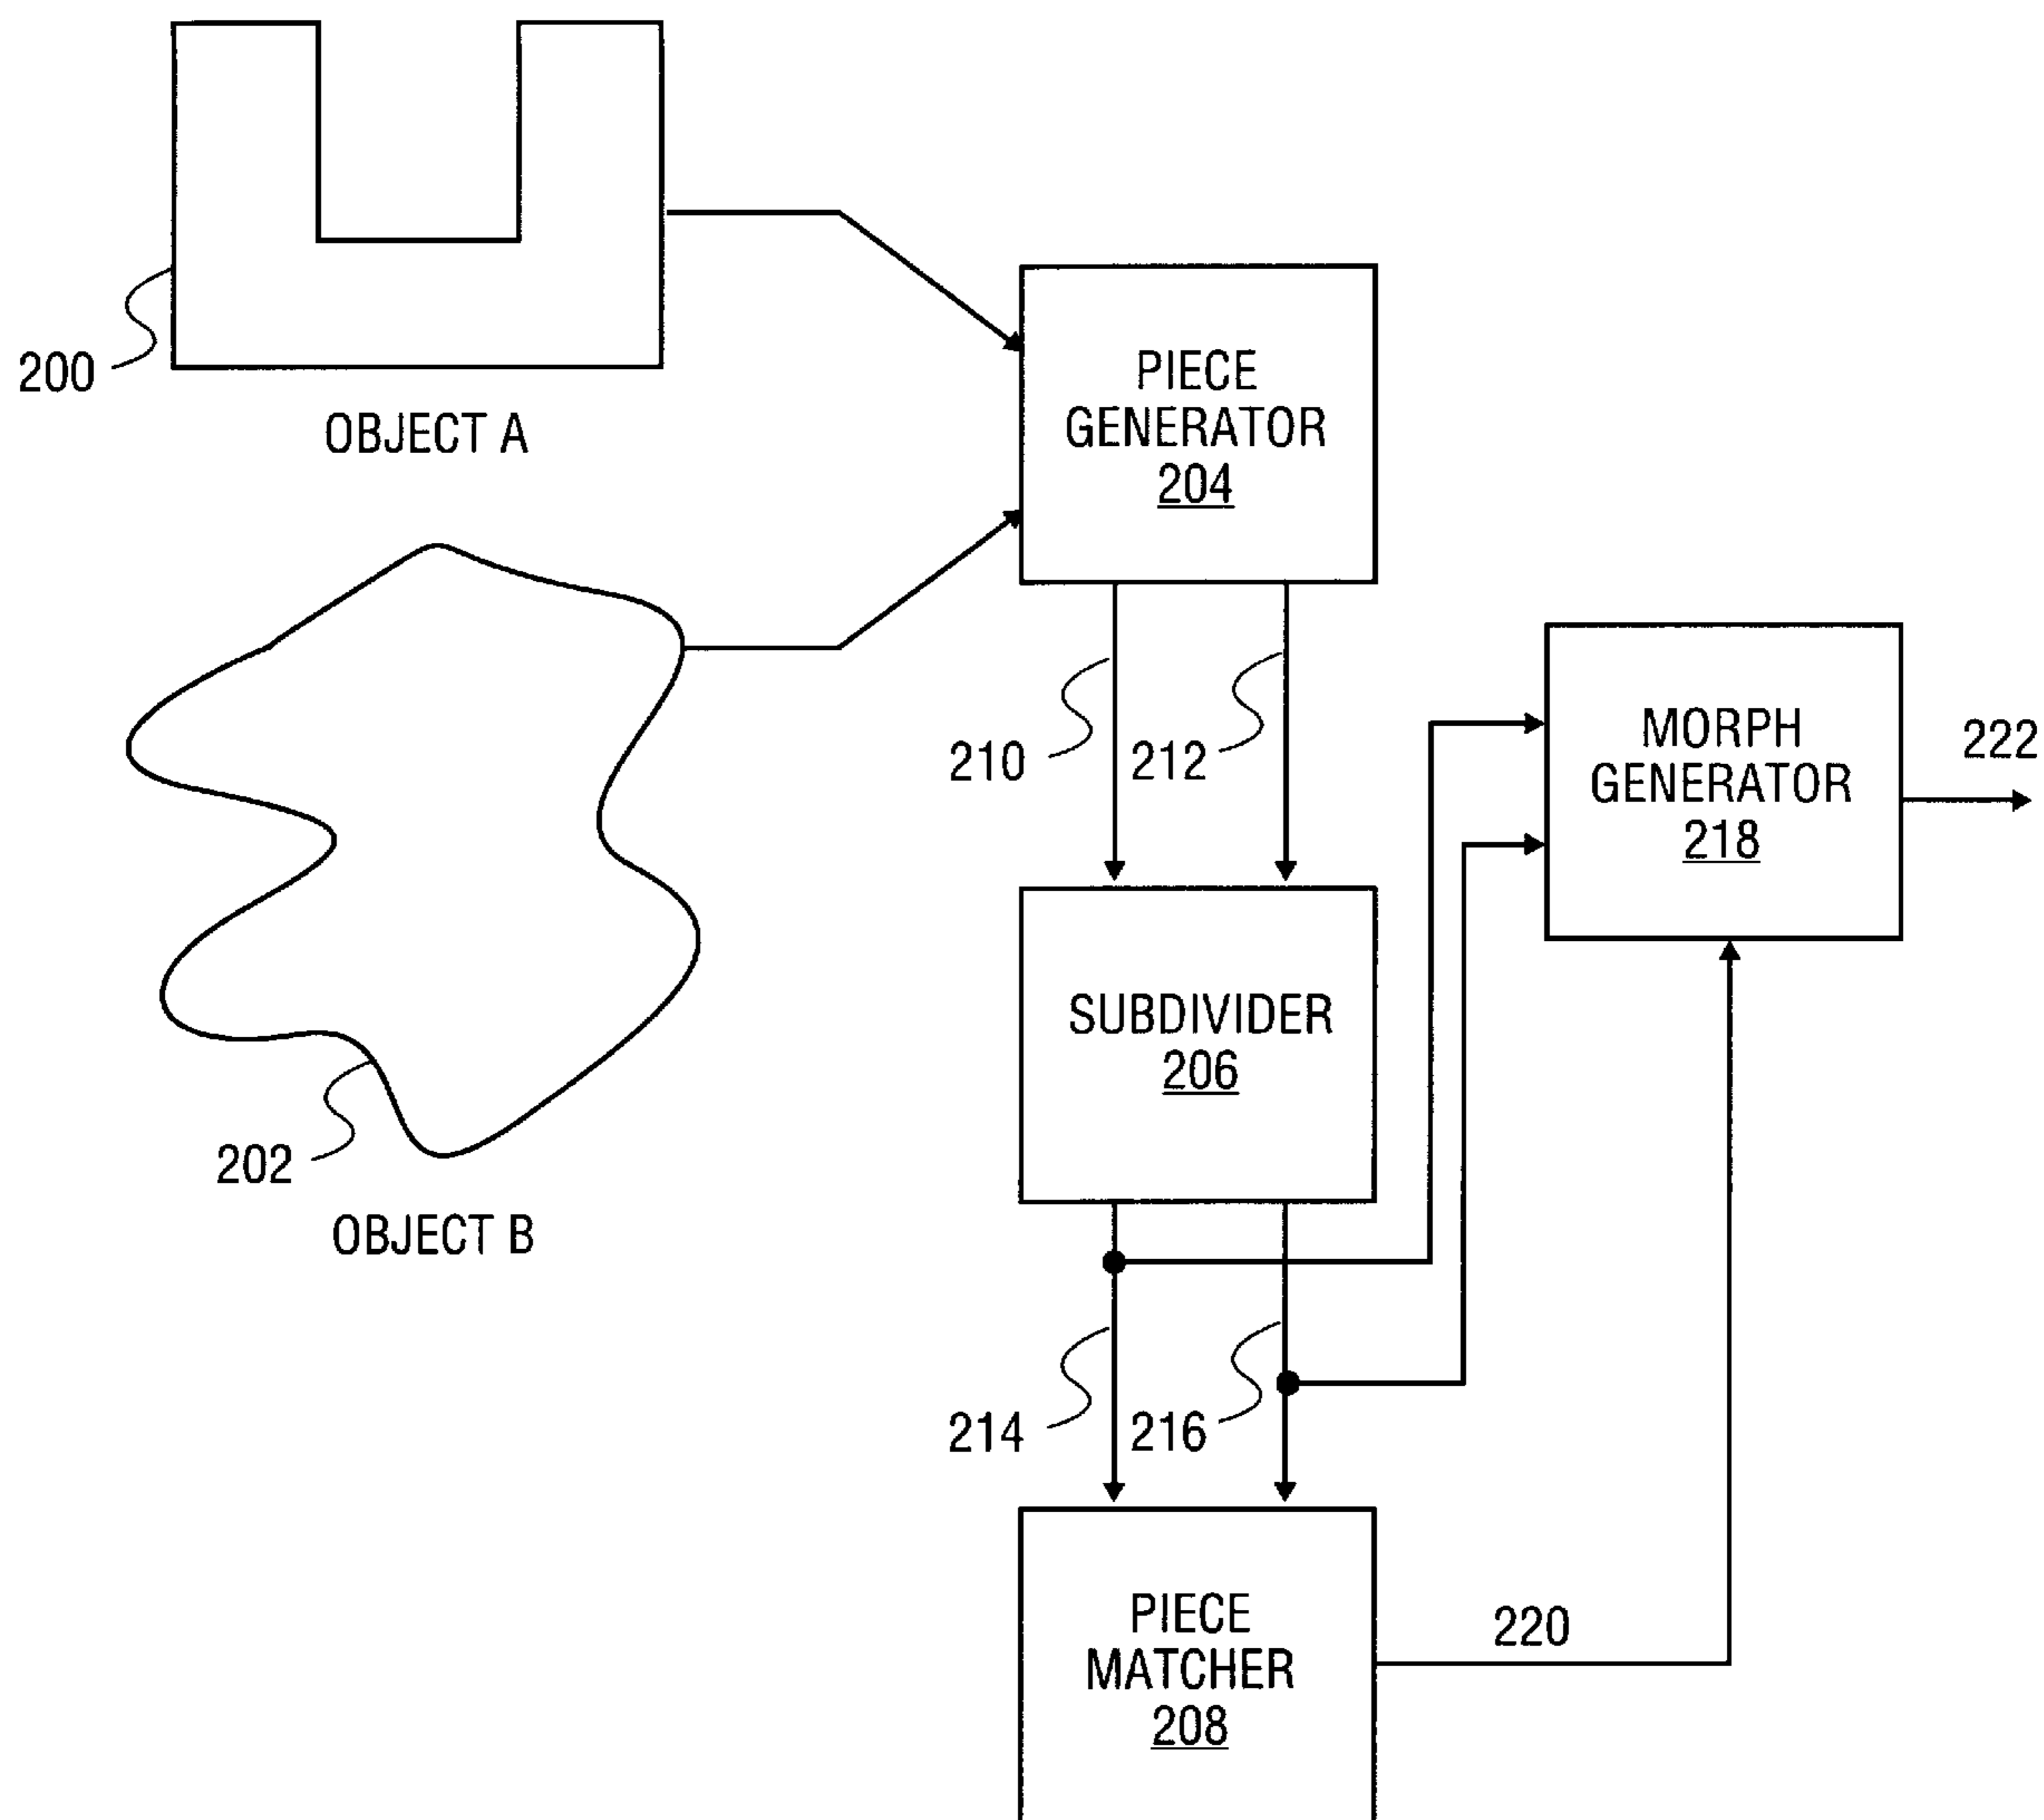 200
OBJECT A
PIECE
GENERATOR
204
210
212
MORPH
GENERATOR
218
222
SUBDIVIDER
206
202
OBJECT B
214
216
PIECE
MATCHER
208
220